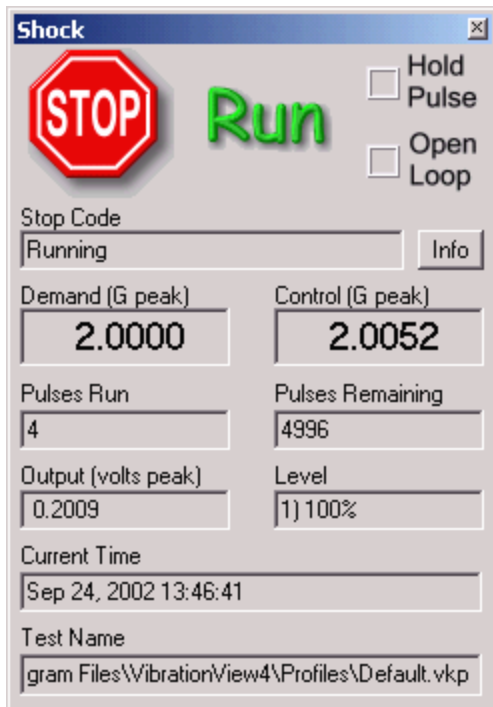 Shock
STOP
Run
Hold
Pulse
Open
Loop
Stop Code
Running
Info
Demand (G peak)
Control (G peak)
2.0000
2.0052
Pulses Run
Pulses Remaining
4
4996
Output (volts peak)
Level
0.2009
1) 100%
Current Time
Sep 24, 2002 13:46:41
Test Name
gram Files\VibrationView4\Profiles\Default.vkp